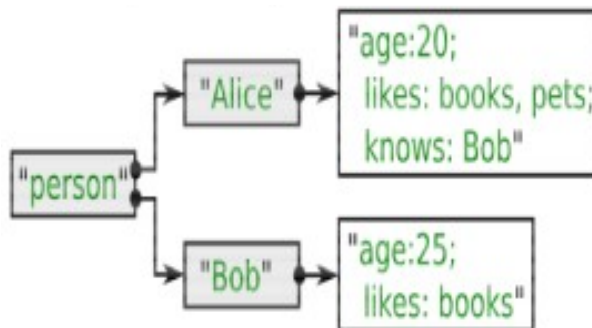 "person"
"Alice"
"age:20;
likes: books, pets;
knows: Bob"
"Bob"
"age:25;
likes: books"